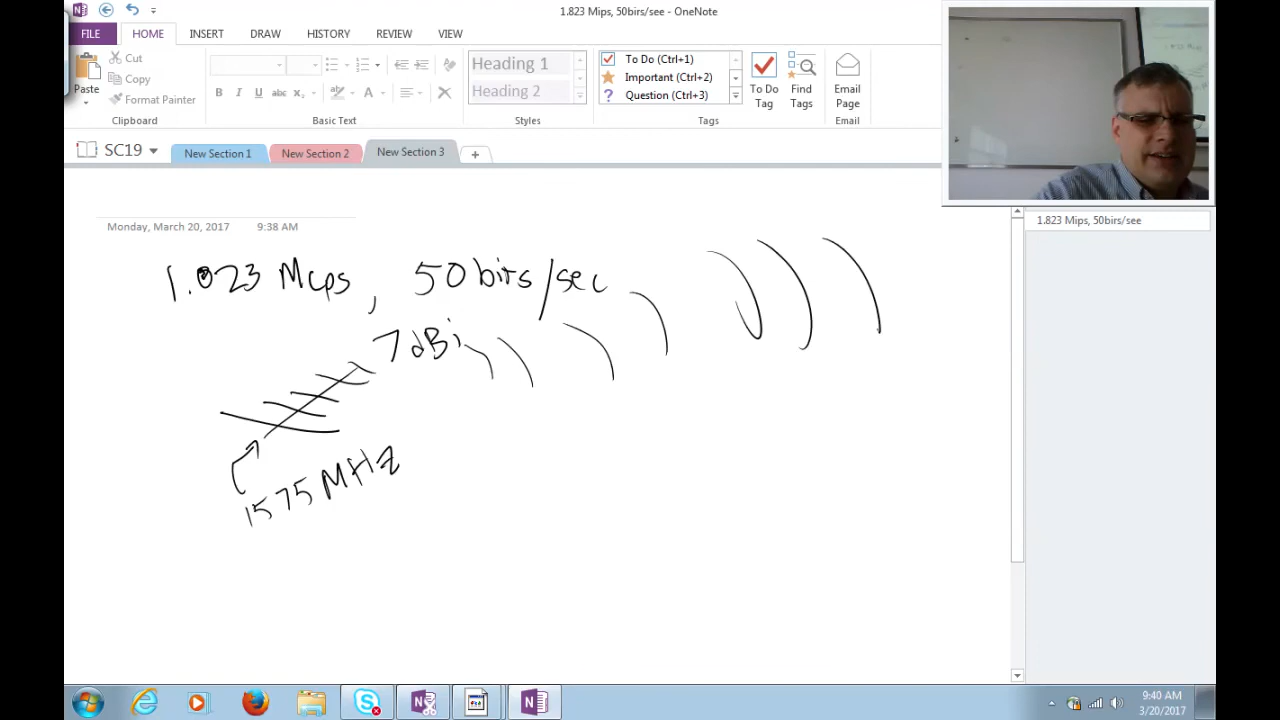 1.823 Mips, 50birs/see - OneNote
FILE HOME INSERT DRAW HISTORY REVIEW VIEW
Paste
Cut
Copy
Format Painter
Clipboard
B I U abc X₂ A
Basic Text
Heading 1
Heading 2
Styles
To Do (Ctrl+1)
Important (Ctrl+2)
Question (Ctrl+3)
Tags
To Do Tag
Find Tags
Email Page
Email
SC19 New Section 1 New Section 2 New Section 3 +
1.823 Mips, 50birs/see
Monday, March 20, 2017 9:38 AM
1.023 Mcps, 50 birs/sec
7 dBi
1575 MHz
9:40 AM
3/20/2017